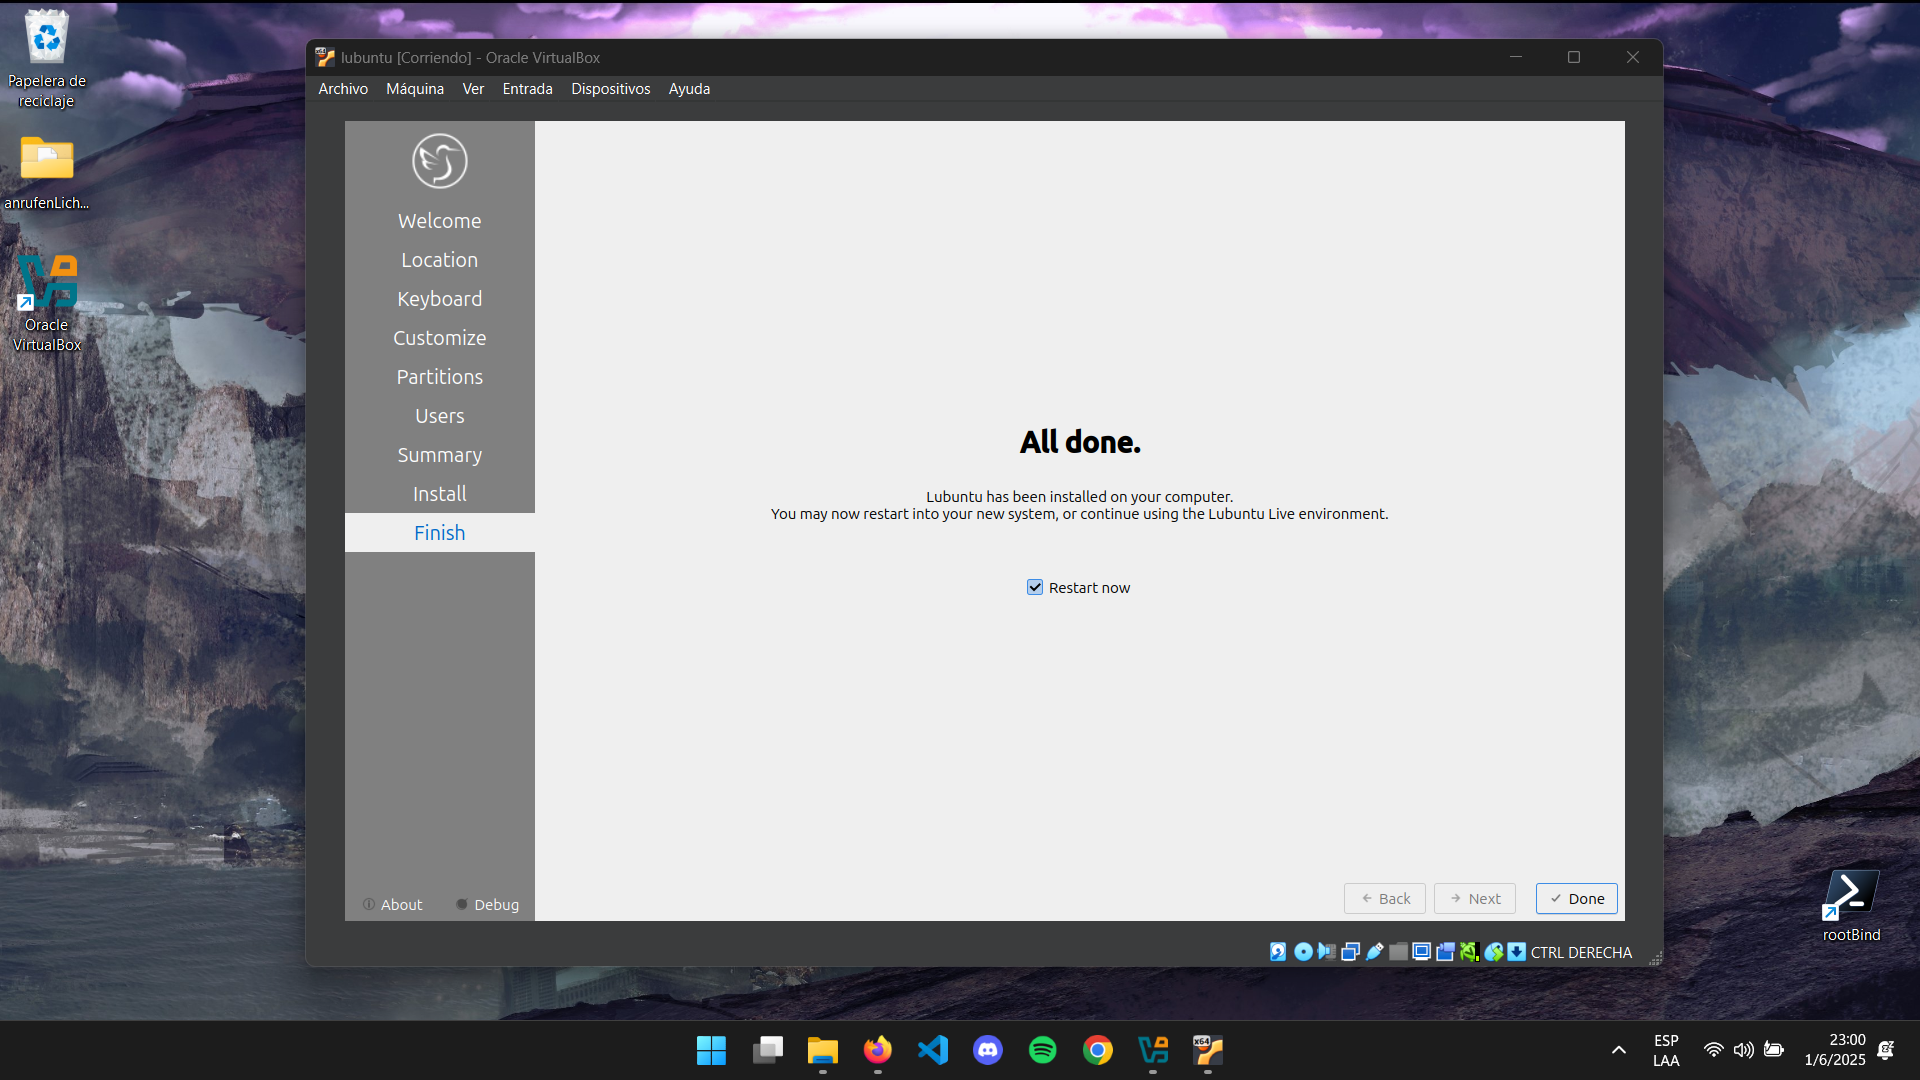 Papelera de
reciclaje
anrufenLich...
Oracle
VirtualBox
lubuntu [Corriendo] - Oracle VirtualBox
Archivo Máquina Ver Entrada Dispositivos Ayuda
Welcome
Location
Keyboard
Customize
Partitions
Users
Summary
Install
Finish
About Debug
All done.
Lubuntu has been installed on your computer.
You may now restart into your new system, or continue using the Lubuntu Live environment.
Restart now
Back Next Done
CTRL DERECHA
rootBind
x64
ESP
LAA
23:00
1/6/2025